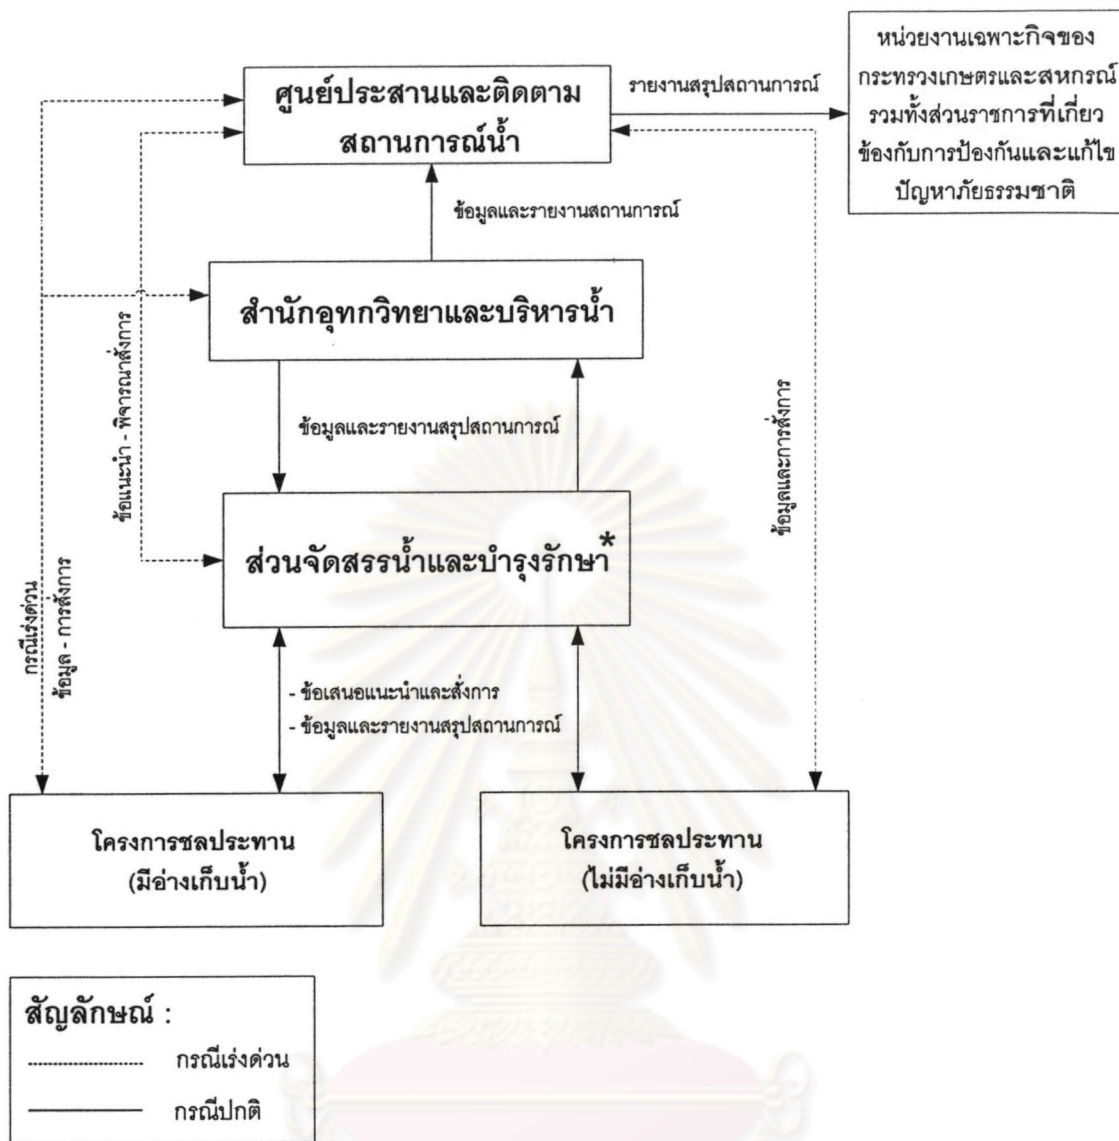 หน่วยงานเฉพาะกิจของ
กระทรวงเกษตรและสหกรณ์
รวมทั้งส่วนราชการที่เกี่ยว
ข้องกับการป้องกันและแก้ไข
ปัญหาภัยธรรมชาติ
ศูนย์ประสานและติดตาม
สถานการณ์น้ำ
รายงานสรุปสถานการณ์
ข้อมูลและรายงานสถานการณ์
สำนักอุทกวิทยาและบริหารน้ำ
ข้อแนะนำ - พิจารณาสั่งการ
ข้อมูลและรายงานสรุปสถานการณ์
ข้อมูลและการสั่งการ
ส่วนจัดสรรน้ำและบำรุงรักษา*
กรณีเร่งด่วน
ข้อมูล - การสั่งการ
- ข้อเสนอแนะนำและสั่งการ
- ข้อมูลและรายงานสรุปสถานการณ์
โครงการชลประทาน
(มีอ่างเก็บน้ำ)
โครงการชลประทาน
(ไม่มีอ่างเก็บน้ำ)
สัญลักษณ์ :
กรณีเร่งด่วน
กรณีปกติ